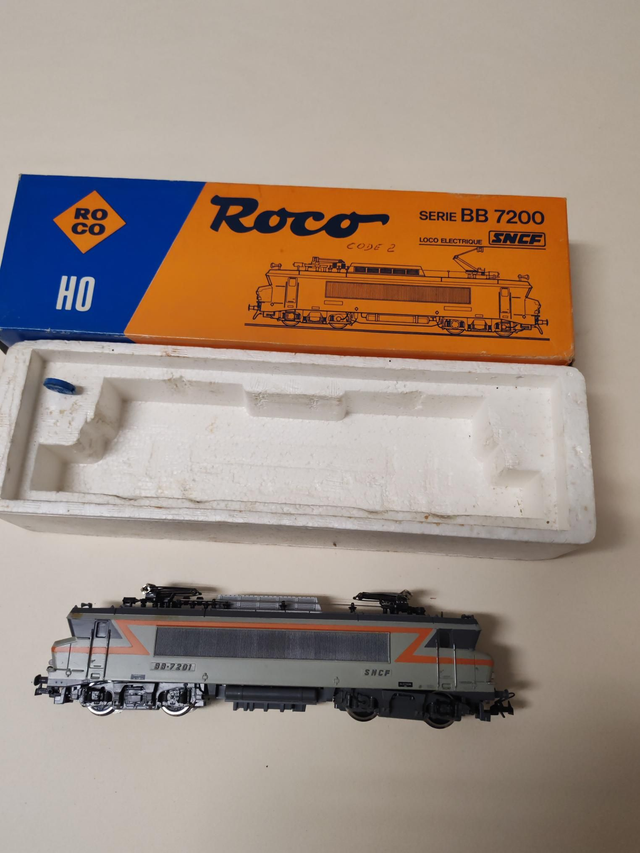 RO
CO
HO
Roco
CODE 2
SERIE BB 7200
LOCO ELECTRIQUE SNCF
BB-7201
SNCF